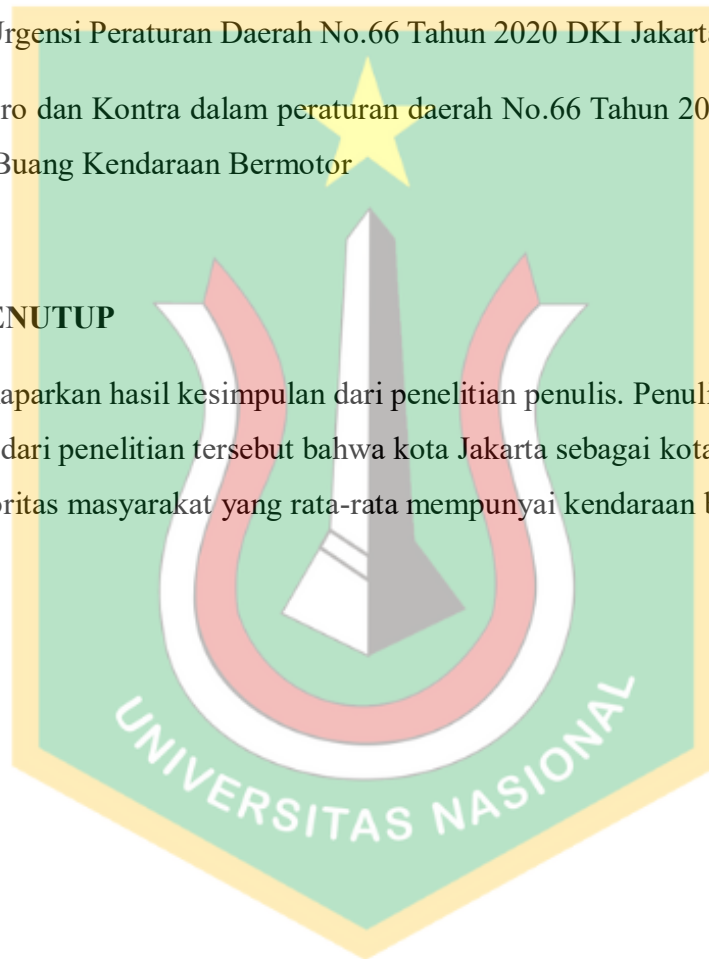 Urgensi Peraturan Daerah No.66 Tahun 2020 DKI Jakarta
ro dan Kontra dalam peraturan daerah No.66 Tahun 20
Buang Kendaraan Bermotor
ENUTUP
aparkan hasil kesimpulan dari penelitian penulis. Penuli
dari penelitian tersebut bahwa kota Jakarta sebagai kota
oritas masyarakat yang rata-rata mempunyai kendaraan b
UNIVERSITAS NASIONAL